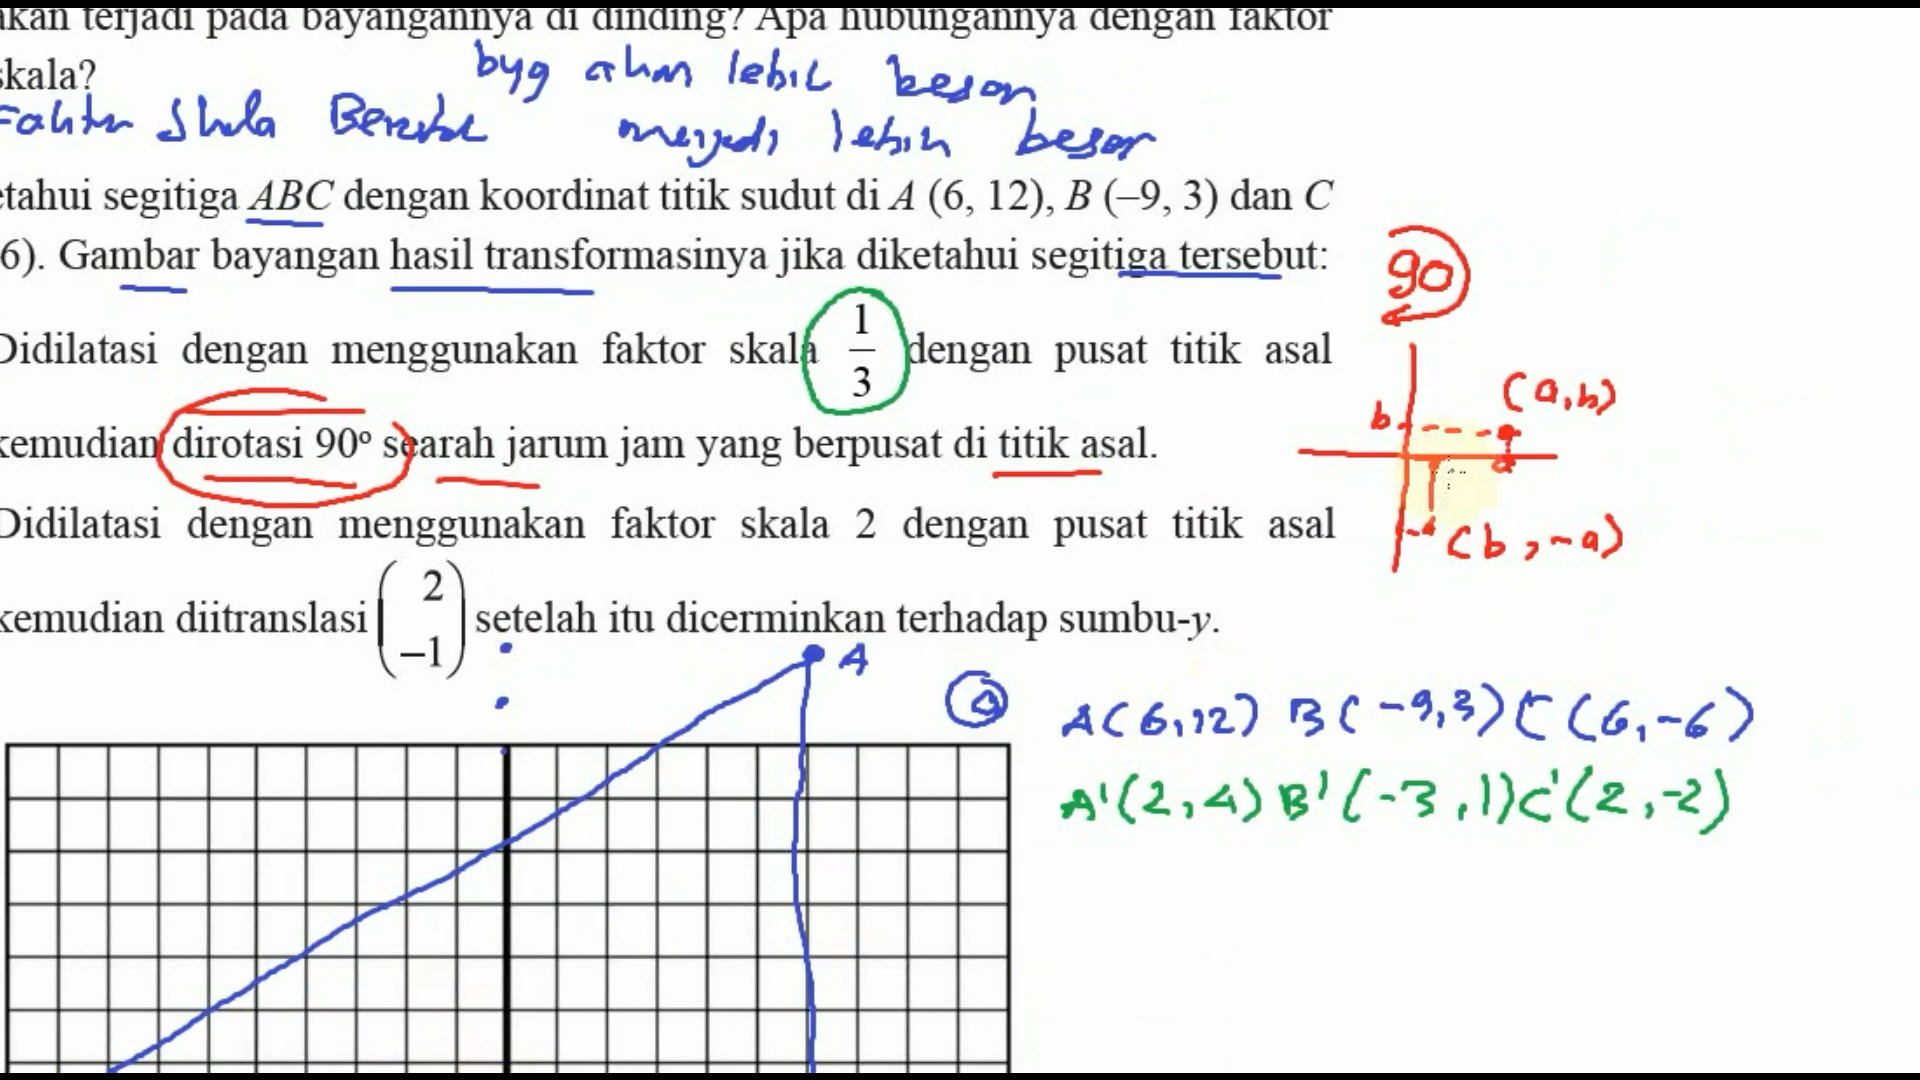 akan terjadi pada bayangannya di dinding? Apa hubungannya dengan faktor
skala?
byg akan lebih besar
Faktor Skala Berubah menjadi lebih besar
etahui segitiga ABC dengan koordinat titik sudut di A (6, 12), B (–9, 3) dan C
6). Gambar bayangan hasil transformasinya jika diketahui segitiga tersebut:
90
Didilatasi dengan menggunakan faktor skala 1/3 dengan pusat titik asal
(a,b)
b
kemudian dirotasi 90° searah jarum jam yang berpusat di titik asal.
a
Didilatasi dengan menggunakan faktor skala 2 dengan pusat titik asal
(b, -a)
kemudian diitranslasi (2 –1) setelah itu dicerminkan terhadap sumbu-y.
A
a A(6,12) B(-9,3) C(6,-6)
A'(2,4) B'(-3,1) C'(2,-2)